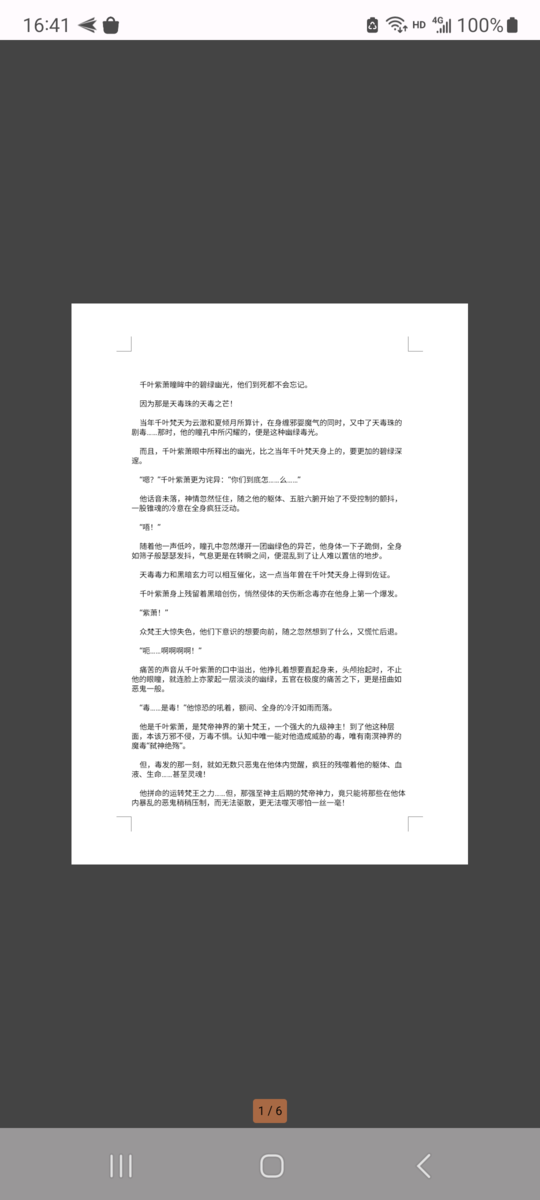 16:41
HD 4G 100%
千叶紫萧瞳眸中的碧绿幽光，他们到死都不会忘记。
因为那是天毒珠的天毒之芒！
当年千叶梵天为云澈和夏倾月所算计，在身缠邪婴魔气的同时，又中了天毒珠的
剧毒……那时，他的瞳孔中所闪耀的，便是这种幽绿毒光。
而且，千叶紫萧眼中所释出的幽光，比之当年千叶梵天身上的，要更加的碧绿深
邃。
“嗯？”千叶紫萧更为诧异：“你们到底怎……么……”
他话音未落，神情忽然怔住，随之他的躯体、五脏六腑开始了不受控制的颤抖，
一股锥魂的冷意在全身疯狂泛动。
“唔！”
随着他一声低吟，瞳孔中忽然爆开一团幽绿色的异芒，他身体一下子跪倒，全身
如筛子般瑟瑟发抖，气息更是在转瞬之间，便混乱到了让人难以置信的地步。
天毒毒力和黑暗玄力可以相互催化，这一点当年曾在千叶梵天身上得到佐证。
千叶紫萧身上残留着黑暗创伤，悄然侵体的天伤断念毒亦在他身上第一个爆发。
“紫萧！”
众梵王大惊失色，他们下意识的想要向前，随之忽然想到了什么，又慌忙后退。
“呃……啊啊啊啊！”
痛苦的声音从千叶紫萧的口中溢出，他挣扎着想要直起身来，头颅抬起时，不止
他的眼瞳，就连脸上亦蒙起一层淡淡的幽绿，五官在极度的痛苦之下，更是扭曲如
恶鬼一般。
“毒……是毒！”他惊恐的吼着，额间、全身的冷汗如雨而落。
他是千叶紫萧，是梵帝神界的第十梵王，一个强大的九级神主！到了他这种层
面，本该万邪不侵，万毒不惧。认知中唯一能对他造成威胁的毒，唯有南溟神界的
魔毒“弑神绝殇”。
但，毒发的那一刻，就如无数只恶鬼在他体内觉醒，疯狂的残噬着他的躯体、血
液、生命……甚至灵魂！
他拼命的运转梵王之力……但，那强至神主后期的梵帝神力，竟只能将那些在他体
内暴乱的恶鬼稍稍压制，而无法驱散，更无法噬灭哪怕一丝一毫！
1 / 6